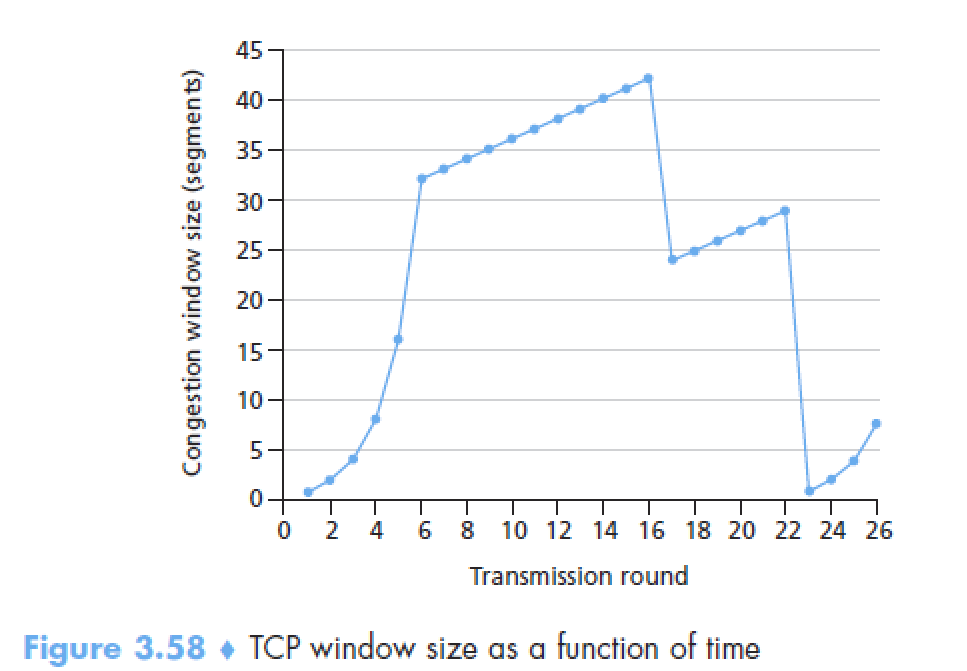 Congestion window size (segments)
45
40
35
30
25
20
15
10
5
0
0 2 4 6 8 10 12 14 16 18 20 22 24 26
Transmission round
Figure 3.58 ♦ TCP window size as a function of time